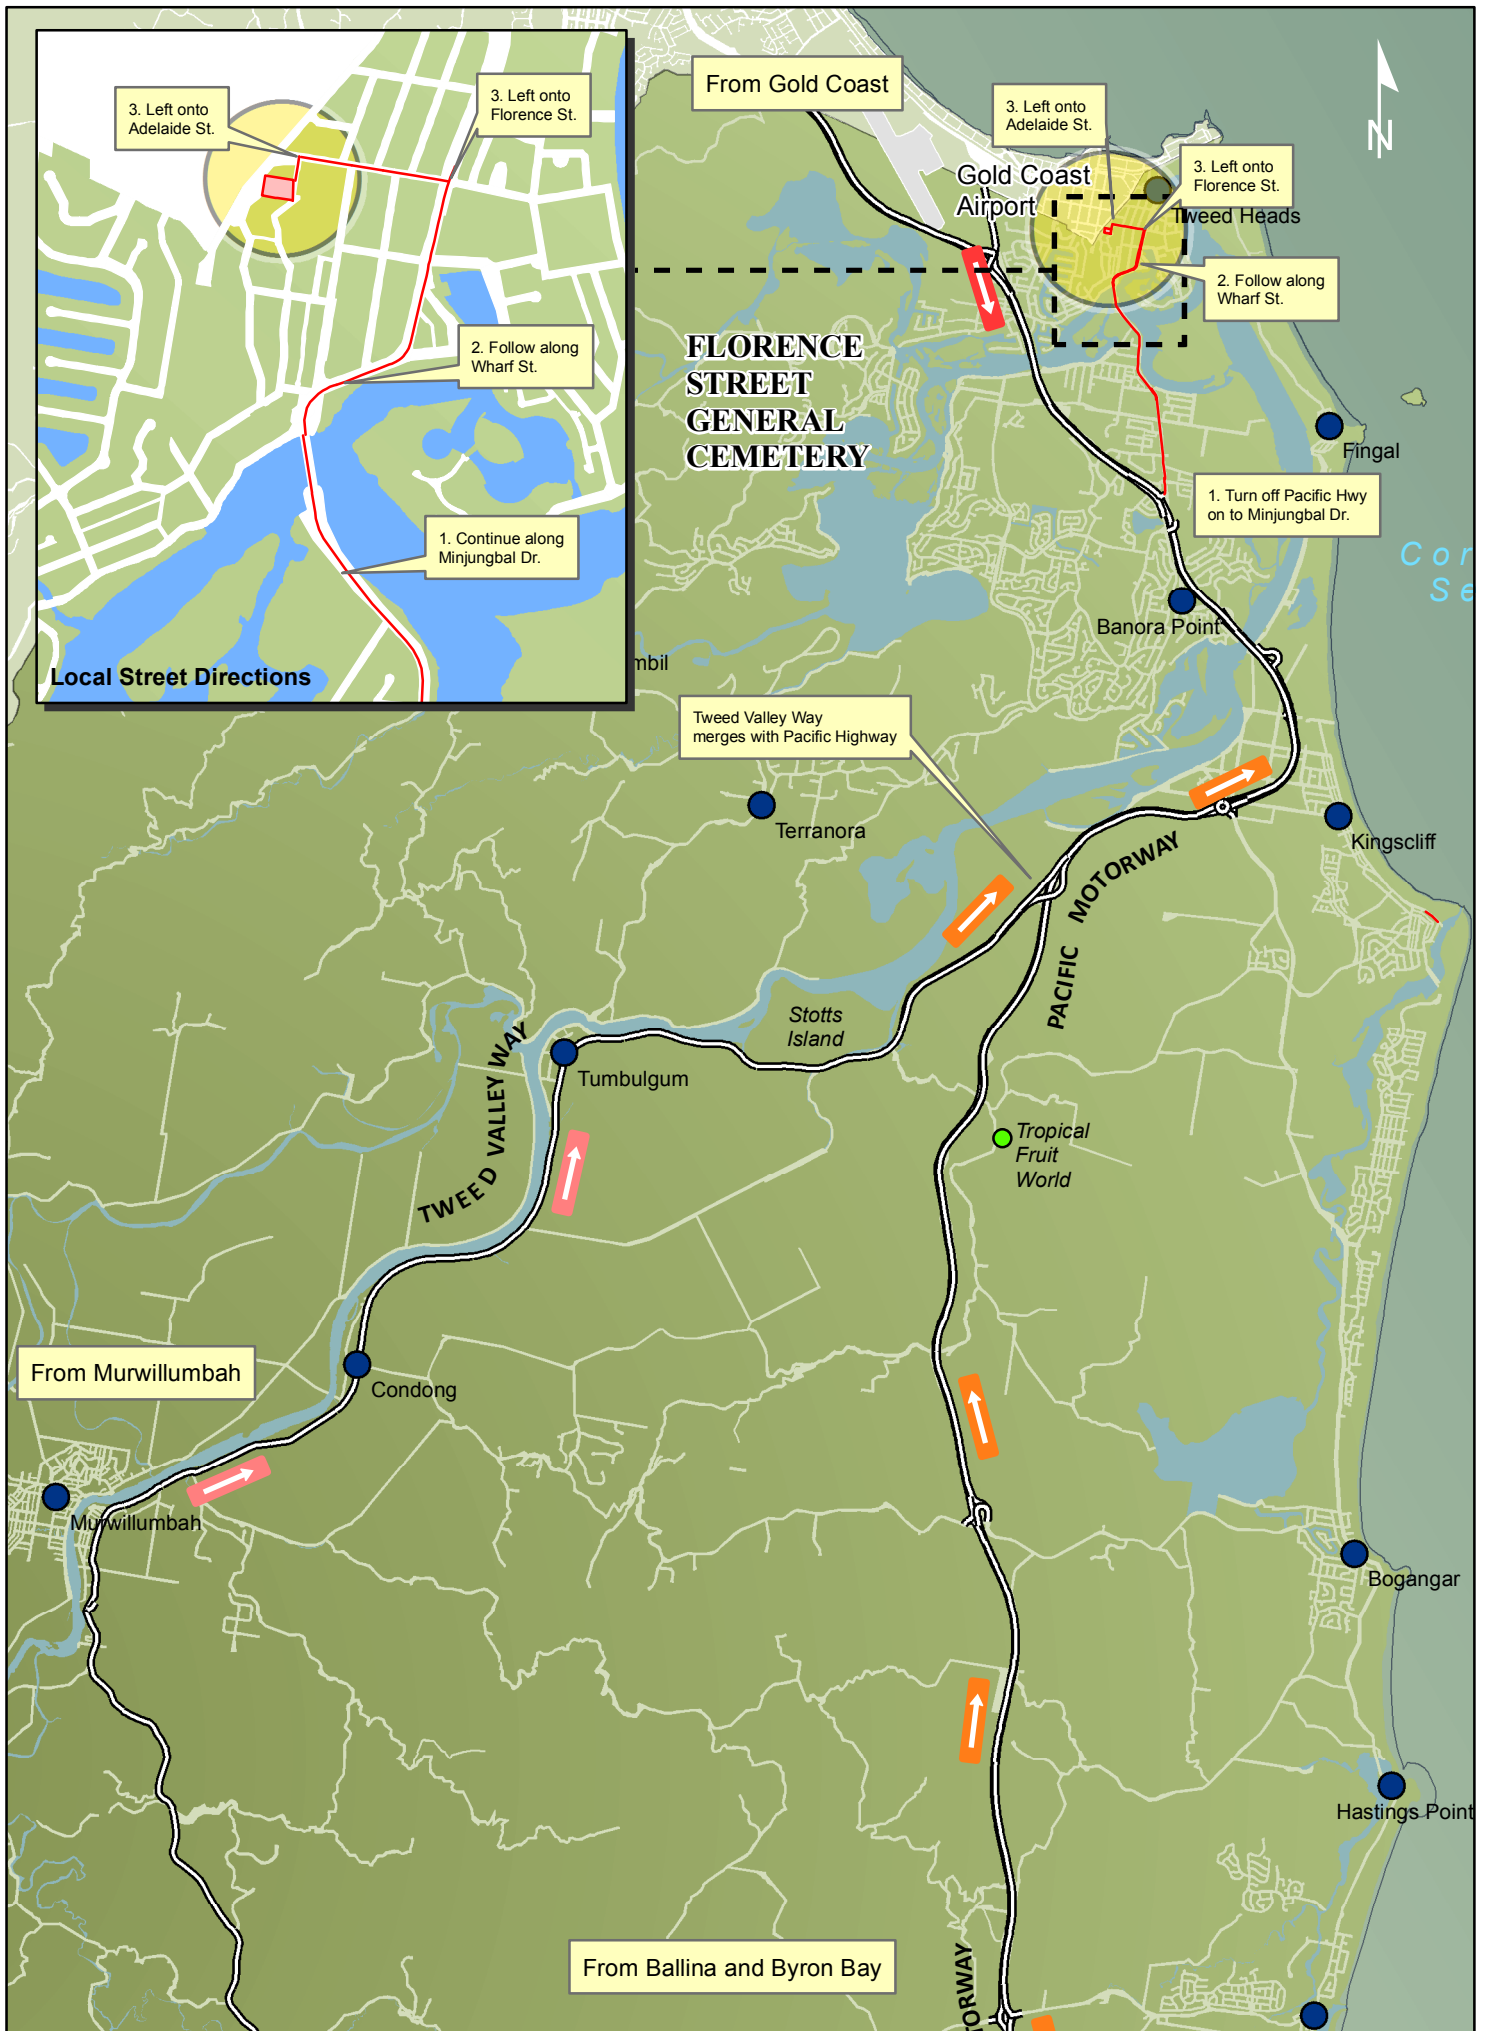 3. Left onto
Adelaide St.
3. Left onto
Florence St.
2. Follow along
Wharf St.
1. Continue along
Minjungbal Dr.
Local Street Directions
From Gold Coast
3. Left onto
Adelaide St.
N
Gold Coast
Airport
3. Left onto
Florence St.
Tweed Heads
2. Follow along
Wharf St.
FLORENCE
STREET
GENERAL
CEMETERY
Fingal
1. Turn off Pacific Hwy
on to Minjungbal Dr.
Cor
Se
Banora Point
mbil
Tweed Valley Way
merges with Pacific Highway
Terranora
Kingscliff
PACIFIC MOTORWAY
Stotts
Island
TWEED VALLEY WAY
Tumbulgum
Tropical
Fruit
World
From Murwillumbah
Condong
Murwillumbah
Bogangar
Hastings Point
From Ballina and Byron Bay
TORWAY